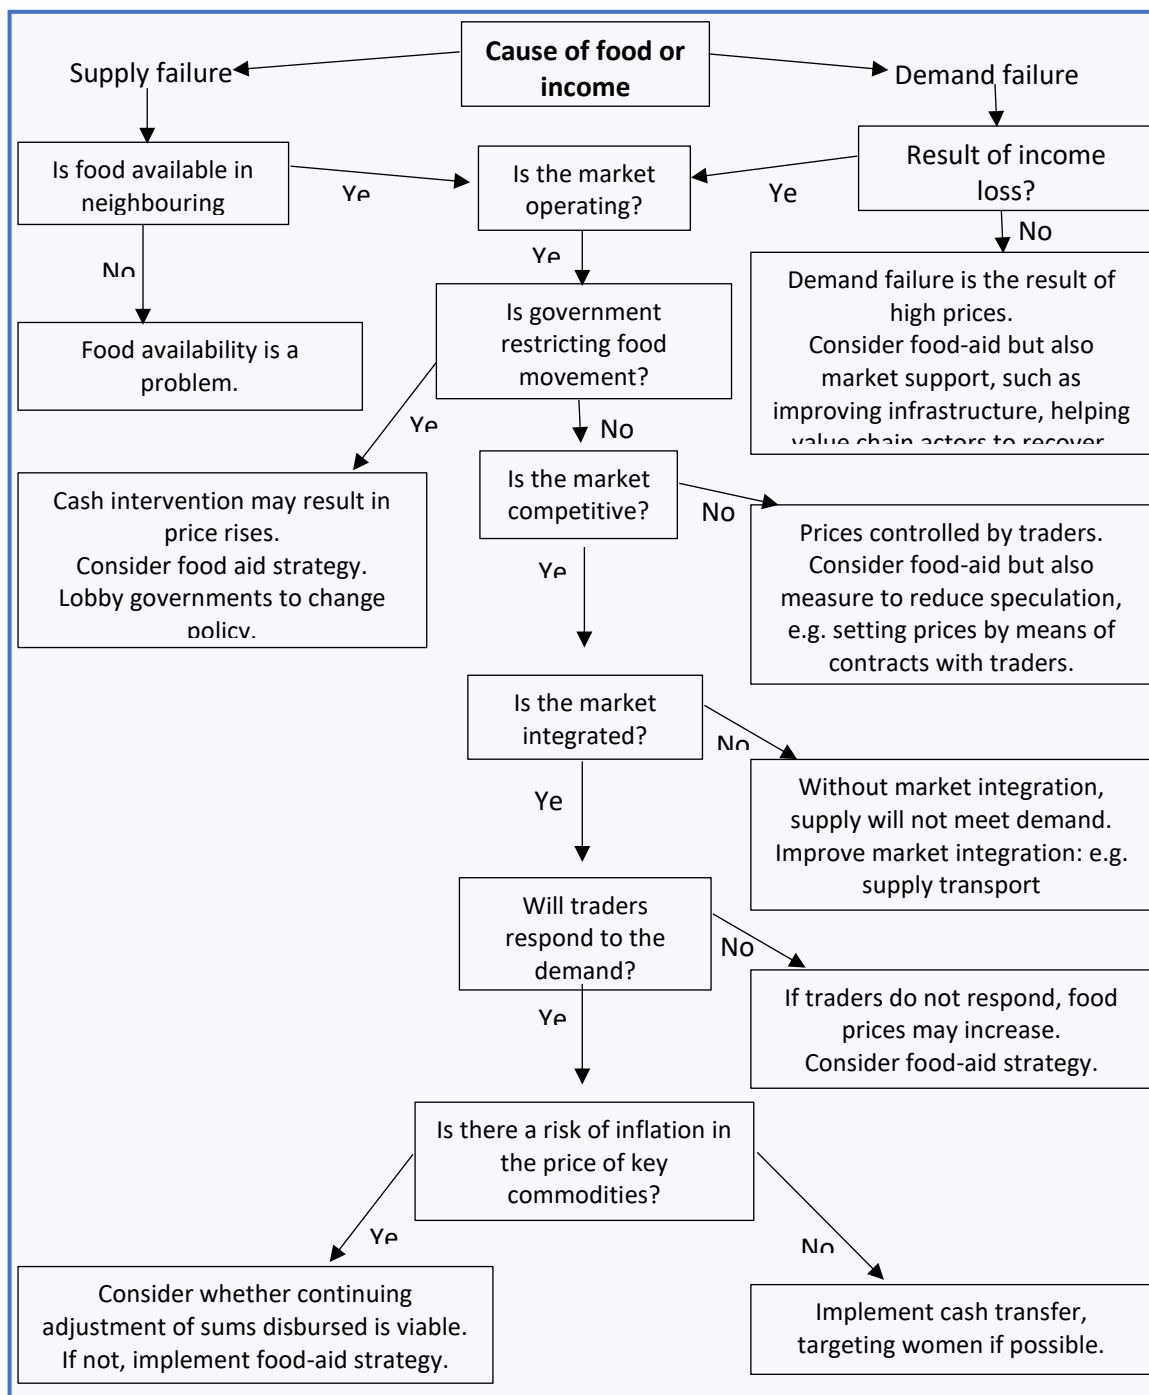 Cause of food or
income
Supply failure
Demand failure
Is food available in
neighbouring
Ye
Is the market
operating?
Ye
Result of income
loss?
No
No
Ye
Food availability is a
problem.
Is government
restricting food
movement?
Demand failure is the result of
high prices.
Consider food-aid but also
market support, such as
improving infrastructure, helping
value chain actors to recover
Ye
No
Cash intervention may result in
price rises.
Consider food aid strategy.
Lobby governments to change
policy.
Is the market
competitive?
No
Ye
Prices controlled by traders.
Consider food-aid but also
measure to reduce speculation,
e.g. setting prices by means of
contracts with traders.
Is the market
integrated?
No
Ye
Without market integration,
supply will not meet demand.
Improve market integration: e.g.
supply transport
Will traders
respond to the
demand?
No
Ye
If traders do not respond, food
prices may increase.
Consider food-aid strategy.
Is there a risk of inflation in
the price of key
commodities?
Ye
No
Consider whether continuing
adjustment of sums disbursed is viable.
If not, implement food-aid strategy.
Implement cash transfer,
targeting women if possible.